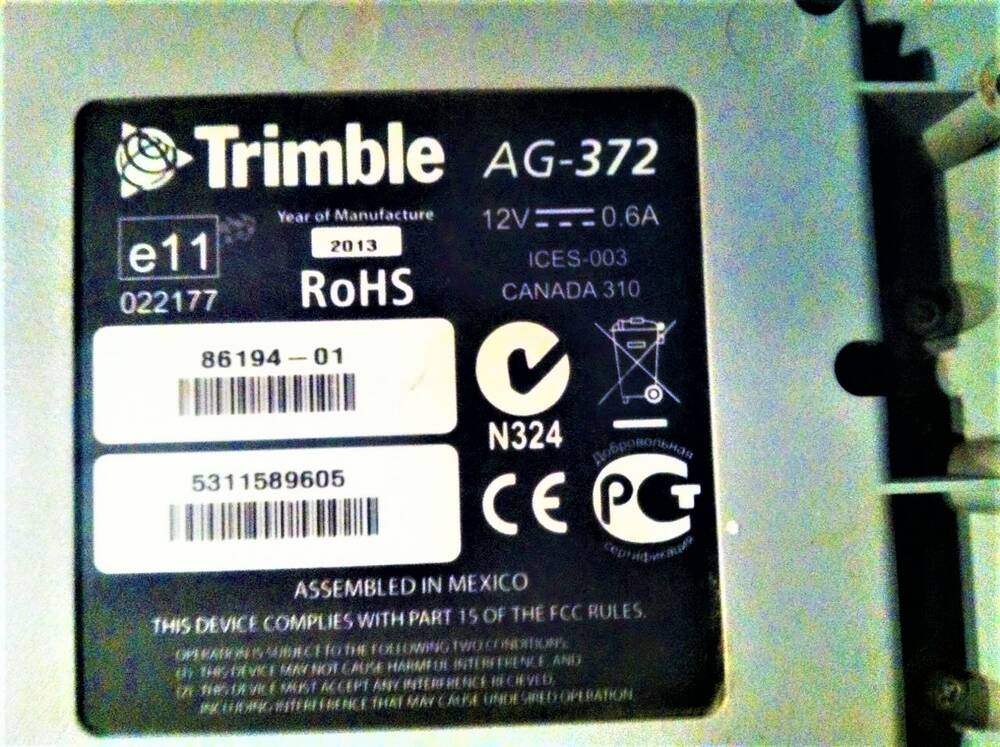 Trimble
AG-372
e11
022177
Year of Manufacture
2013
RoHS
12V 0.6A
ICES-003
CANADA 310
86194-01
5311589605
N324
CE
Добровольная
РСТ
сертификация
ASSEMBLED IN MEXICO
THIS DEVICE COMPLIES WITH PART 15 OF THE FCC RULES.
OPERATION IS SUBJECT TO THE FOLLOWING TWO CONDITIONS:
(1) THIS DEVICE MAY NOT CAUSE HARMFUL INTERFERENCE, AND
(2) THIS DEVICE MUST ACCEPT ANY INTERFERENCE RECIEVED,
INCLUDING INTERFERENCE THAT MAY CAUSE UNDESIRED OPERATION.